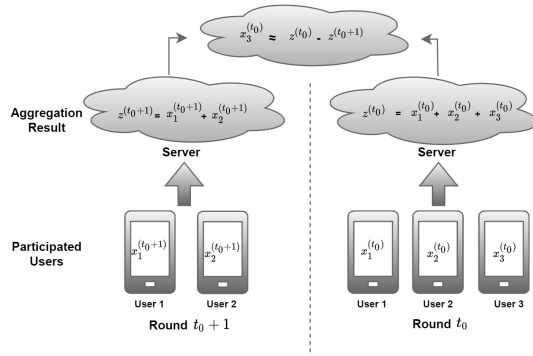 x_3^{(t_0)} ≈ z^{(t_0)} - z^{(t_0+1)}
Aggregation Result
z^{(t_0+1)} = x_1^{(t_0+1)} + x_2^{(t_0+1)}
z^{(t_0)} = x_1^{(t_0)} + x_2^{(t_0)} + x_3^{(t_0)}
Server
Server
Participated Users
x_1^{(t_0+1)}
x_2^{(t_0+1)}
x_1^{(t_0)}
x_2^{(t_0)}
x_3^{(t_0)}
User 1
User 2
User 1
User 2
User 3
Round t_0 + 1
Round t_0